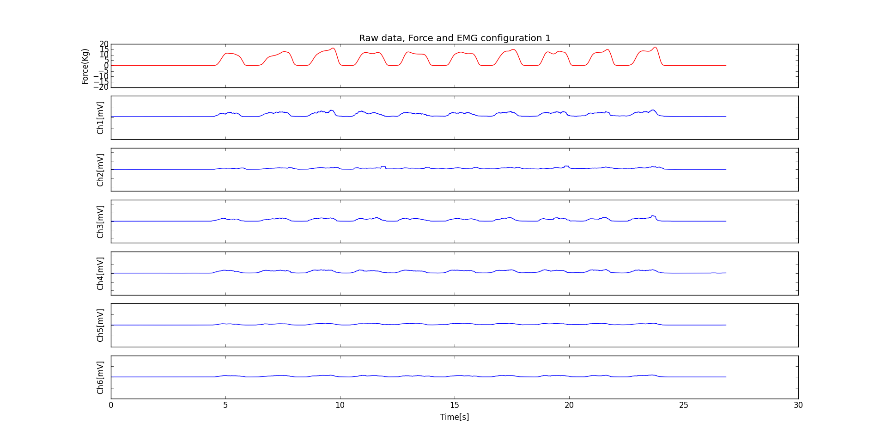 Raw data, Force and EMG configuration 1
Force(Kg)
20
15
10
5
0
−5
−10
−15
−20
Ch1[mV]
Ch2[mV]
Ch3[mV]
Ch4[mV]
Ch5[mV]
Ch6[mV]
0 5 10 15 20 25 30
Time[s]